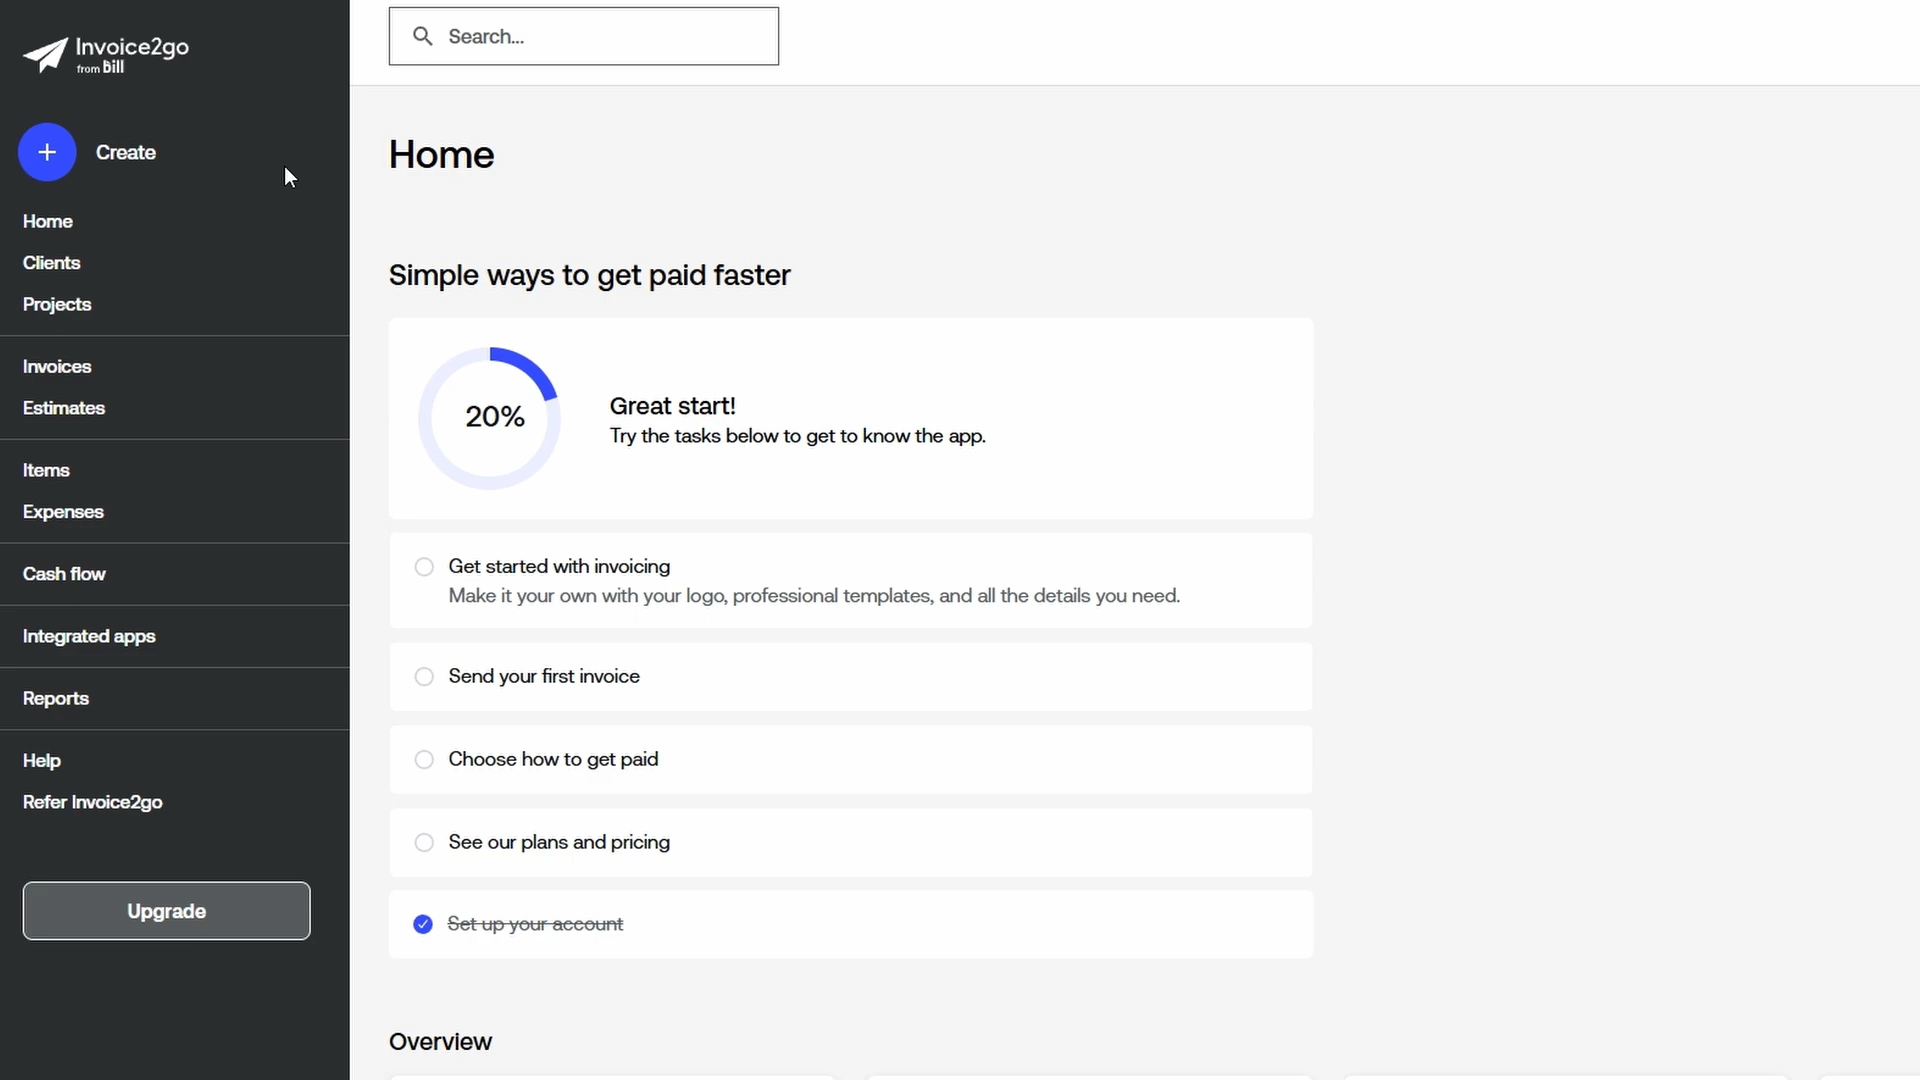 Invoice2go
from Bill
Search...
Create
Home
Clients
Projects
Invoices
Estimates
Items
Expenses
Cash flow
Integrated apps
Reports
Help
Refer Invoice2go
Upgrade
Home
Simple ways to get paid faster
20%
Great start!
Try the tasks below to get to know the app.
Get started with invoicing
Make it your own with your logo, professional templates, and all the details you need.
Send your first invoice
Choose how to get paid
See our plans and pricing
Set up your account
Overview